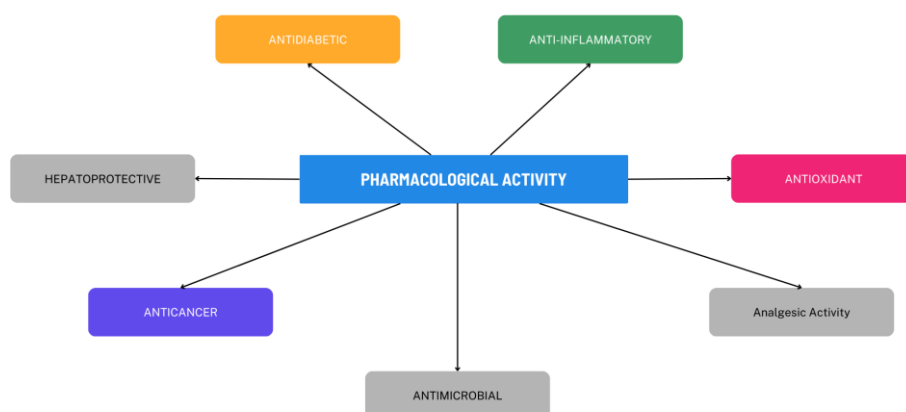 ANTIDIABETIC
ANTI-INFLAMMATORY
HEPATOPROTECTIVE
PHARMACOLOGICAL ACTIVITY
ANTIOXIDANT
ANTICANCER
Analgesic Activity
ANTIMICROBIAL